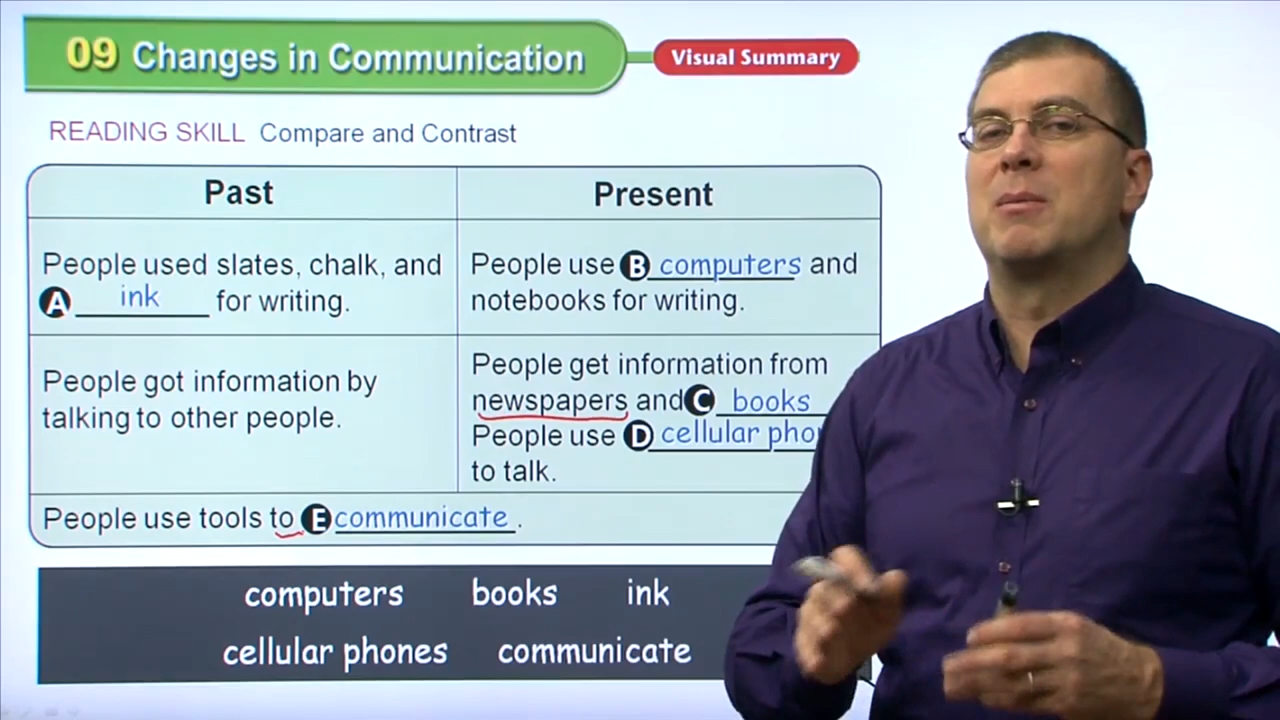 09 Changes in Communication
Visual Summary
READING SKILL Compare and Contrast
Past
Present
People used slates, chalk, and
A ink for writing.
People use B computers and
notebooks for writing.
People got information by
talking to other people.
People get information from
newspapers and C books
People use D cellular pho
to talk.
People use tools to E communicate.
computers books ink
cellular phones communicate